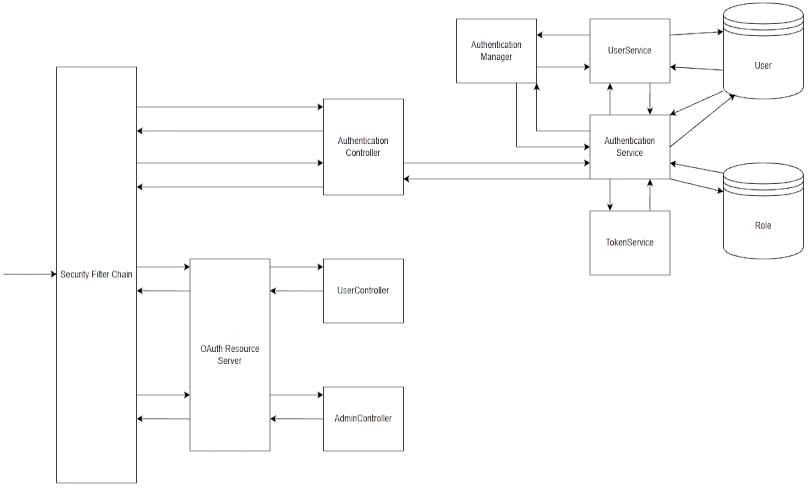 Authentication
Manager
UserService
User
Authentication
Controller
Authentication
Service
Role
TokenService
Security Filter Chain
UserController
OAuth Resource
Server
AdminController